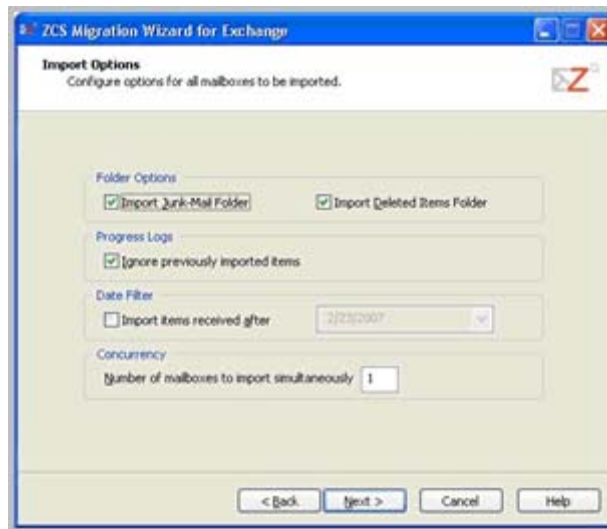 ZCS Migration Wizard for Exchange
Import Options
Configure options for all mailboxes to be imported.
Z
Folder Options
Import Junk-Mail Folder Import Deleted Items Folder
Progress Logs
Ignore previously imported items
Date Filter
Import items received after 2/23/2007
Concurrency
Number of mailboxes to import simultaneously 1
< Back Next > Cancel Help